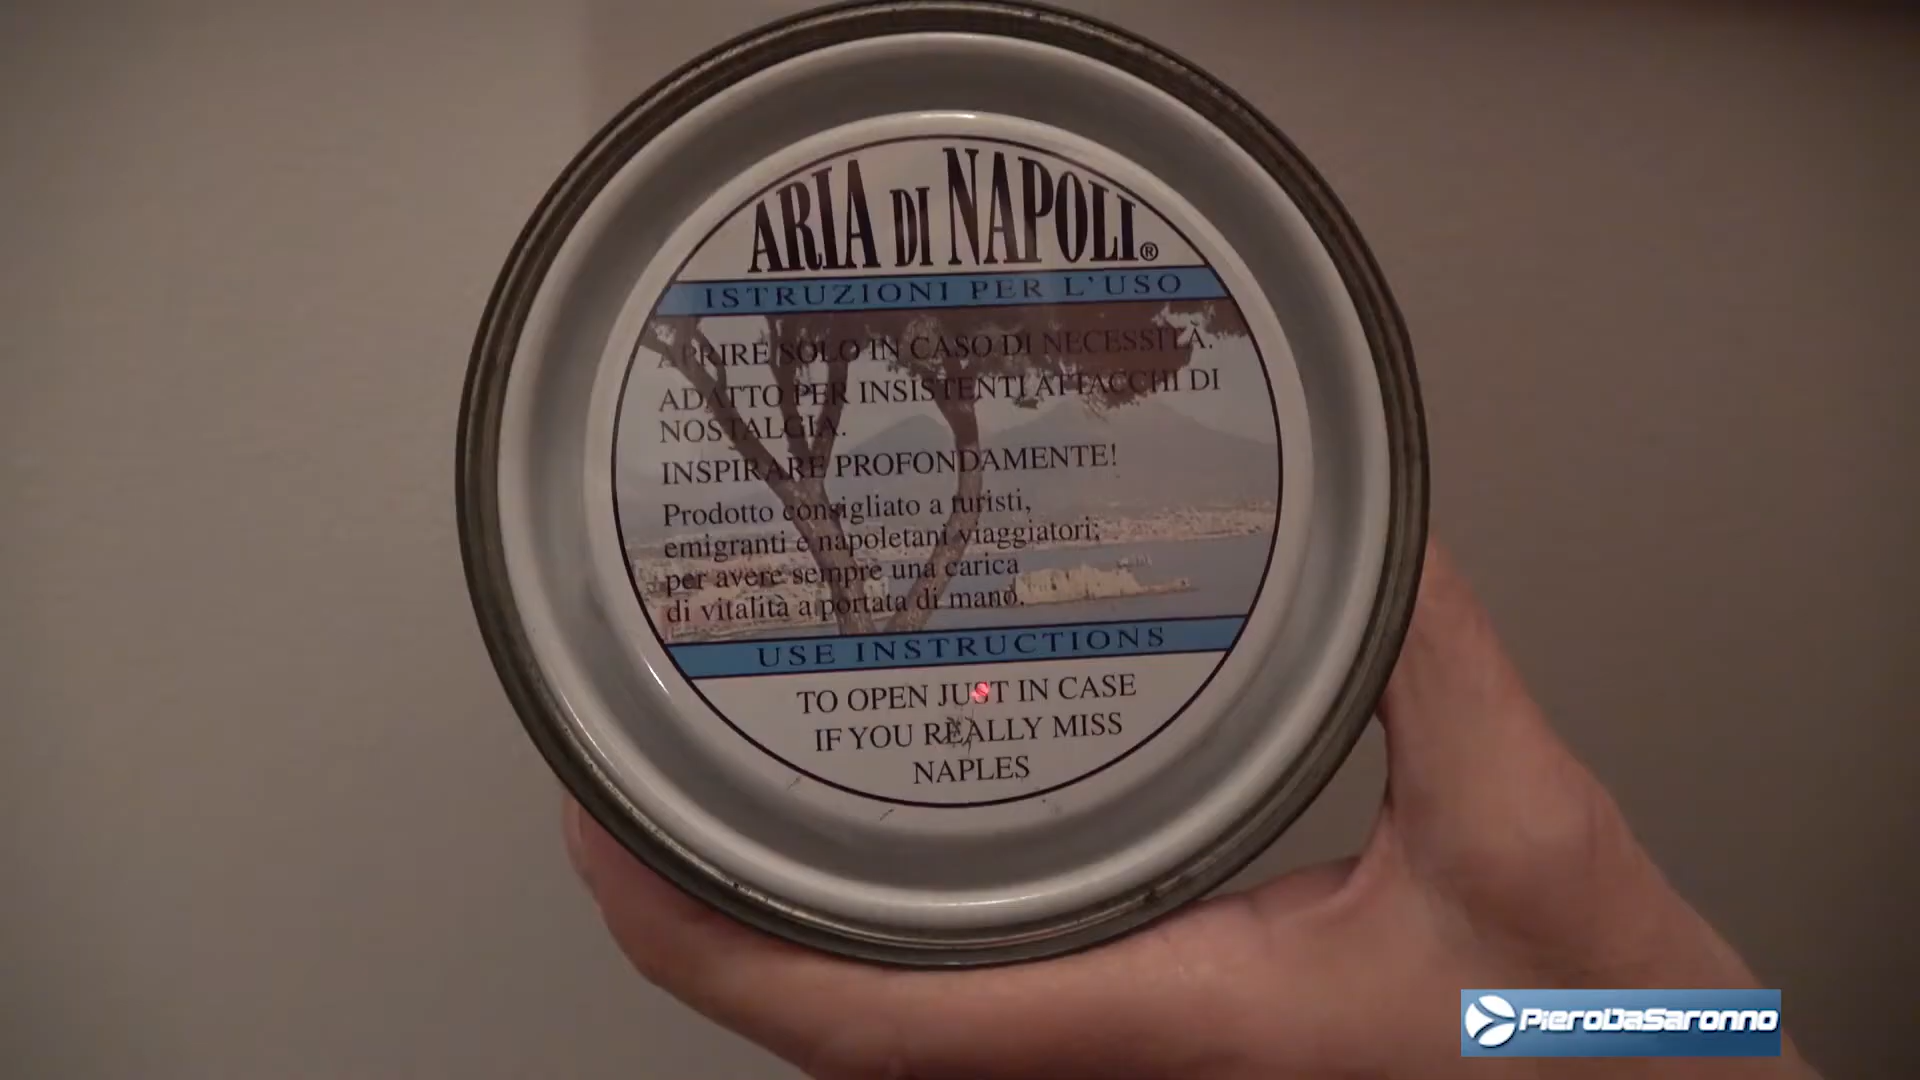 ARIA DI NAPOLI®
ISTRUZIONI PER L'USO
APRIRE SOLO IN CASO DI NECESSITÀ.
ADATTO PER INSISTENTI ATTACCHI DI
NOSTALGIA.
INSPIRARE PROFONDAMENTE!
Prodotto consigliato a turisti,
emigranti e napoletani viaggiatori;
per avere sempre una carica
di vitalità a portata di mano.
USE INSTRUCTIONS
TO OPEN JUST IN CASE
IF YOU REALLY MISS
NAPLES
PieroDaSaronno